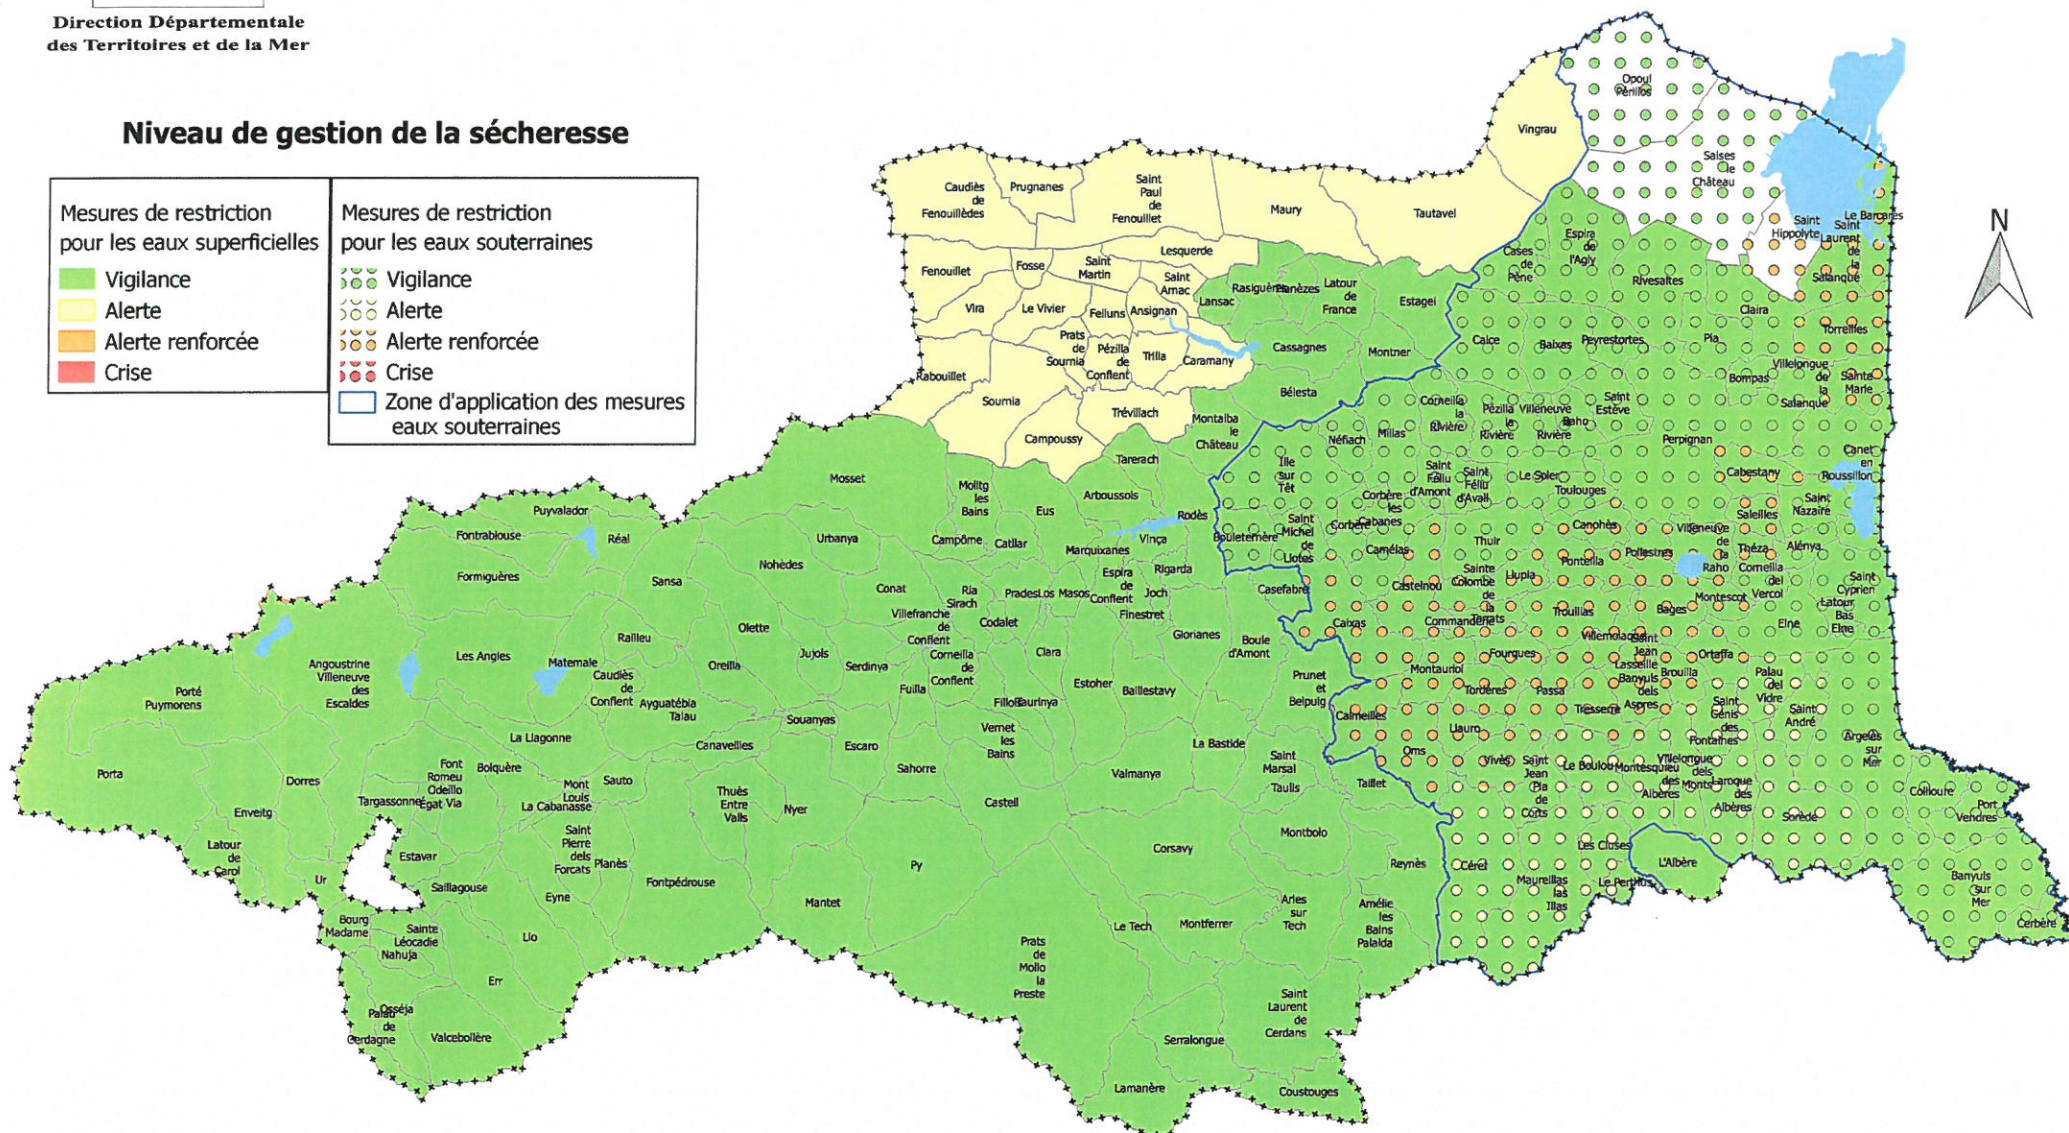 Direction Départementale
des Territoires et de la Mer
Niveau de gestion de la sécheresse
Mesures de restriction
pour les eaux superficielles
Vigilance
Alerte
Alerte renforcée
Crise
Mesures de restriction
pour les eaux souterraines
Vigilance
Alerte
Alerte renforcée
Crise
Zone d'application des mesures
eaux souterraines
N
Opoul
Périllos
Vingrau
Salses
le
Château
Saint
Hippolyte
Le Barcarès
Saint
Laurent
de
la
Salanque
Caudiès
de
Fenouillèdes
Prugnanes
Saint
Paul
de
Fenouillet
Maury
Tautavel
Espira
de
l'Agly
Cases
de
Pène
Rivesaltes
Fenouillet
Fosse
Saint
Martin
Lesquerde
Saint
Arnac
Lansac
Rasiguères
Planèzes
Latour
de
France
Estagel
Claira
Torreilles
Vira
Le Vivier
Felluns
Ansignan
Prats
de
Sournia
Pézilla
de
Conflent
Trilla
Caramany
Cassagnes
Montner
Calce
Baixas
Peyrestortes
Pia
Villelongue
de
la
Salanque
Sainte
Marie
Bompas
Rabouillet
Sournia
Campoussy
Trévillach
Bélesta
Montalba
le
Château
Corneilla
la
Rivière
Pézilla
la
Rivière
Villeneuve
la
Rivière
Baho
Saint
Estève
Perpignan
Néfiach
Millas
Canet
en
Roussillon
Cabestany
Tarerach
Mosset
Molitg
les
Bains
Eus
Arboussols
Rodès
Ille
sur
Têt
Saint
Féliu
d'Amont
Saint
Féliu
d'Avall
Le Soler
Toulouges
Saint
Nazaire
Saleilles
Corbère
les
Cabanes
Corbère
Puyvalador
Fontrabiouse
Réal
Urbanya
Campôme
Catllar
Marquixanes
Vinça
Bouleternère
Saint
Michel
de
Llotes
Camélas
Thuir
Canohès
Pollestres
Villeneuve
de
la
Raho
Théza
Alénya
Formiguères
Sansa
Nohèdes
Conat
Ria
Sirach
Prades
Los Masos
Espira
de
Conflent
Rigarda
Joch
Finestret
Casefabre
Castelnou
Sainte
Colombe
de
la
Commanderie
Llupia
Ponteilla
Corneilla
del
Vercol
Montescot
Saint
Cyprien
Latour
Bas
Elne
Villefranche
de
Conflent
Codalet
Terrats
Trouillas
Bages
Elne
Caixas
Railleu
Olette
Jujols
Serdinya
Corneilla
de
Conflent
Clara
Glorianes
Boule
d'Amont
Villemolaque
Saint
Jean
Lasseille
Ortaffa
Fourques
Montauriol
Brouilla
Palau
del
Vidre
Angoustrine
Villeneuve
des
Escaldes
Les Angles
Matemale
Caudiès
de
Conflent
Oreilla
Ayguatébia
Talau
Fuilla
Fillols
Taurinya
Estoher
Baillestavy
Prunet
et
Belpuig
Tordères
Passa
Banyuls
dels
Aspres
Tresserre
Saint
Génis
des
Fontaines
Saint
André
Argelès
sur
Mer
Porté
Puymorens
Souanyas
Escaro
Vernet
les
Bains
La Bastide
Calmeilles
Llauro
Oms
Vivès
Saint
Jean
Pla
de
Corts
Le Boulou
Montesquieu
des
Albères
Villelongue
dels
Monts
Laroque
des
Albères
Collioure
Port
Vendres
Sorède
La Llagonne
Canaveilles
Sahorre
Valmanya
Saint
Marsal
Taulis
Taillet
Porta
Dorres
Font
Romeu
Odeillo
Via
Bolquère
Mont
Louis
Sauto
Targassonne
Égat
La Cabanasse
Thuès
Entre
Valls
Nyer
Casteil
Enveitg
Latour
de
Carol
Estavar
Saint
Pierre
dels
Forcats
Planès
Fontpédrouse
Py
Corsavy
Montbolo
Reynès
Céret
Les Cluses
L'Albère
Maureillas
las
Illas
Le Perthus
Banyuls
sur
Mer
Cerbère
Ur
Saillagouse
Eyne
Mantet
Bourg
Madame
Sainte
Léocadie
Nahuja
Llo
Err
Le Tech
Montferrer
Arles
sur
Tech
Amélie
les
Bains
Palalda
Prats
de
Mollo
la
Preste
Osséja
Palau
de
Cerdagne
Valcebollère
Saint
Laurent
de
Cerdans
Serralongue
Lamanère
Coustouges